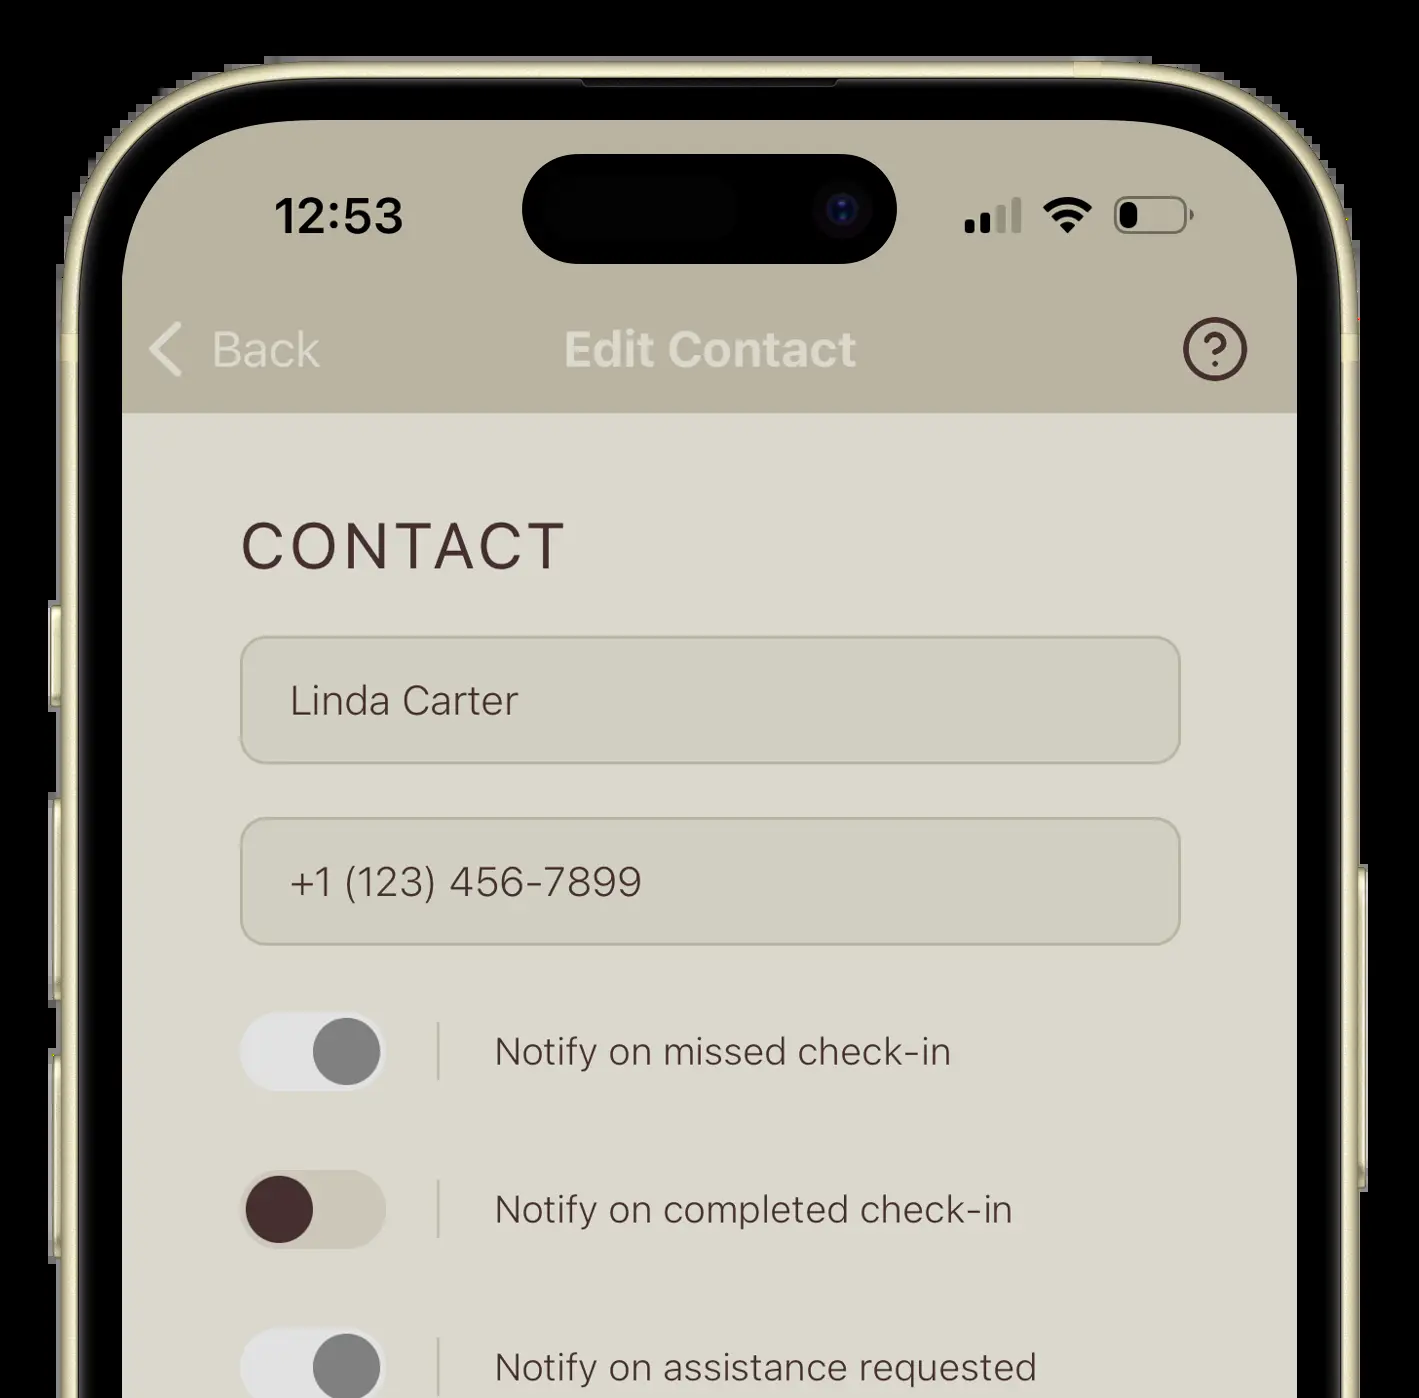 12:53
Back
Edit Contact
?
CONTACT
Linda Carter
+1 (123) 456-7899
Notify on missed check-in
Notify on completed check-in
Notify on assistance requested